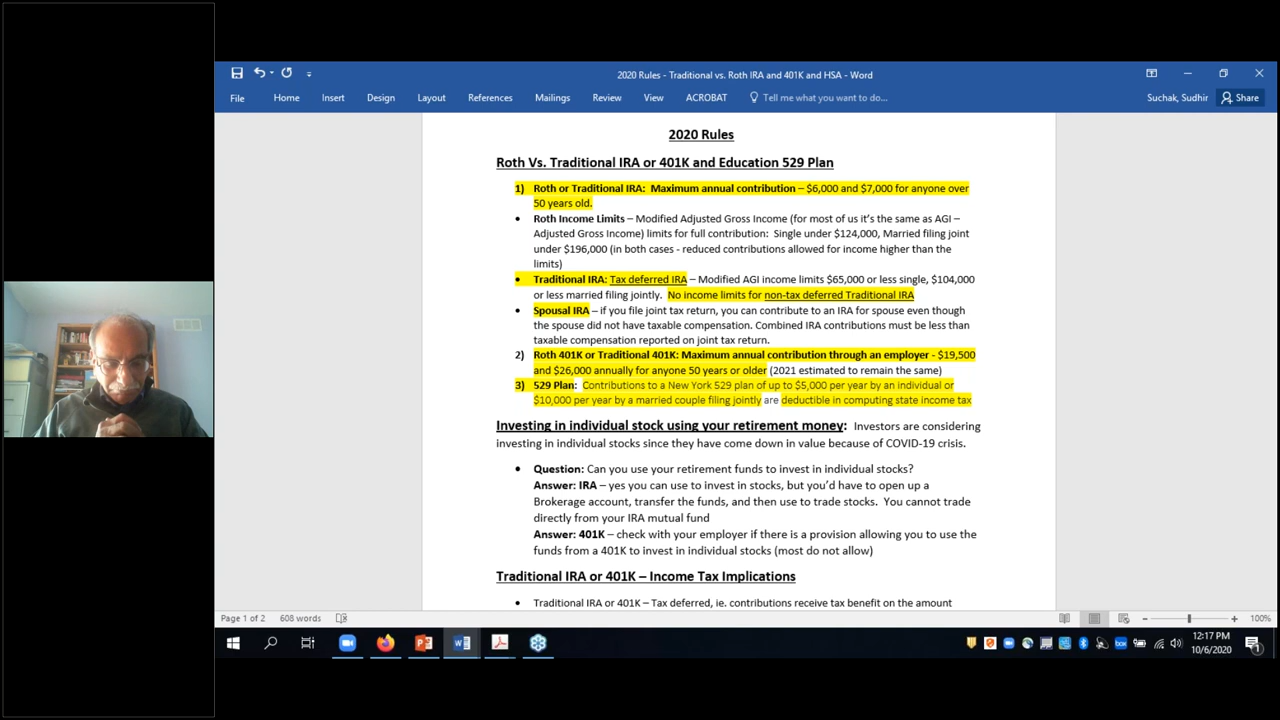 2020 Rules - Traditional vs. Roth IRA and 401K and HSA - Word
File Home Insert Design Layout References Mailings Review View ACROBAT Tell me what you want to do... Suchak, Sudhir Share
2020 Rules
Roth Vs. Traditional IRA or 401K and Education 529 Plan
1) Roth or Traditional IRA: Maximum annual contribution – $6,000 and $7,000 for anyone over
50 years old.
• Roth Income Limits – Modified Adjusted Gross Income (for most of us it's the same as AGI –
Adjusted Gross Income) limits for full contribution: Single under $124,000, Married filing joint
under $196,000 (in both cases - reduced contributions allowed for income higher than the
limits)
• Traditional IRA: Tax deferred IRA – Modified AGI income limits $65,000 or less single, $104,000
or less married filing jointly. No income limits for non-tax deferred Traditional IRA
• Spousal IRA – if you file joint tax return, you can contribute to an IRA for spouse even though
the spouse did not have taxable compensation. Combined IRA contributions must be less than
taxable compensation reported on joint tax return.
2) Roth 401K or Traditional 401K: Maximum annual contribution through an employer - $19,500
and $26,000 annually for anyone 50 years or older (2021 estimated to remain the same)
3) 529 Plan: Contributions to a New York 529 plan of up to $5,000 per year by an individual or
$10,000 per year by a married couple filing jointly are deductible in computing state income tax
Investing in individual stock using your retirement money: Investors are considering
investing in individual stocks since they have come down in value because of COVID-19 crisis.
• Question: Can you use your retirement funds to invest in individual stocks?
Answer: IRA – yes you can use to invest in stocks, but you'd have to open up a
Brokerage account, transfer the funds, and then use to trade stocks. You cannot trade
directly from your IRA mutual fund
Answer: 401K – check with your employer if there is a provision allowing you to use the
funds from a 401K to invest in individual stocks (most do not allow)
Traditional IRA or 401K – Income Tax Implications
• Traditional IRA or 401K – Tax deferred, ie. contributions receive tax benefit on the amount
Page 1 of 2 608 words 100%
12:17 PM
10/6/2020